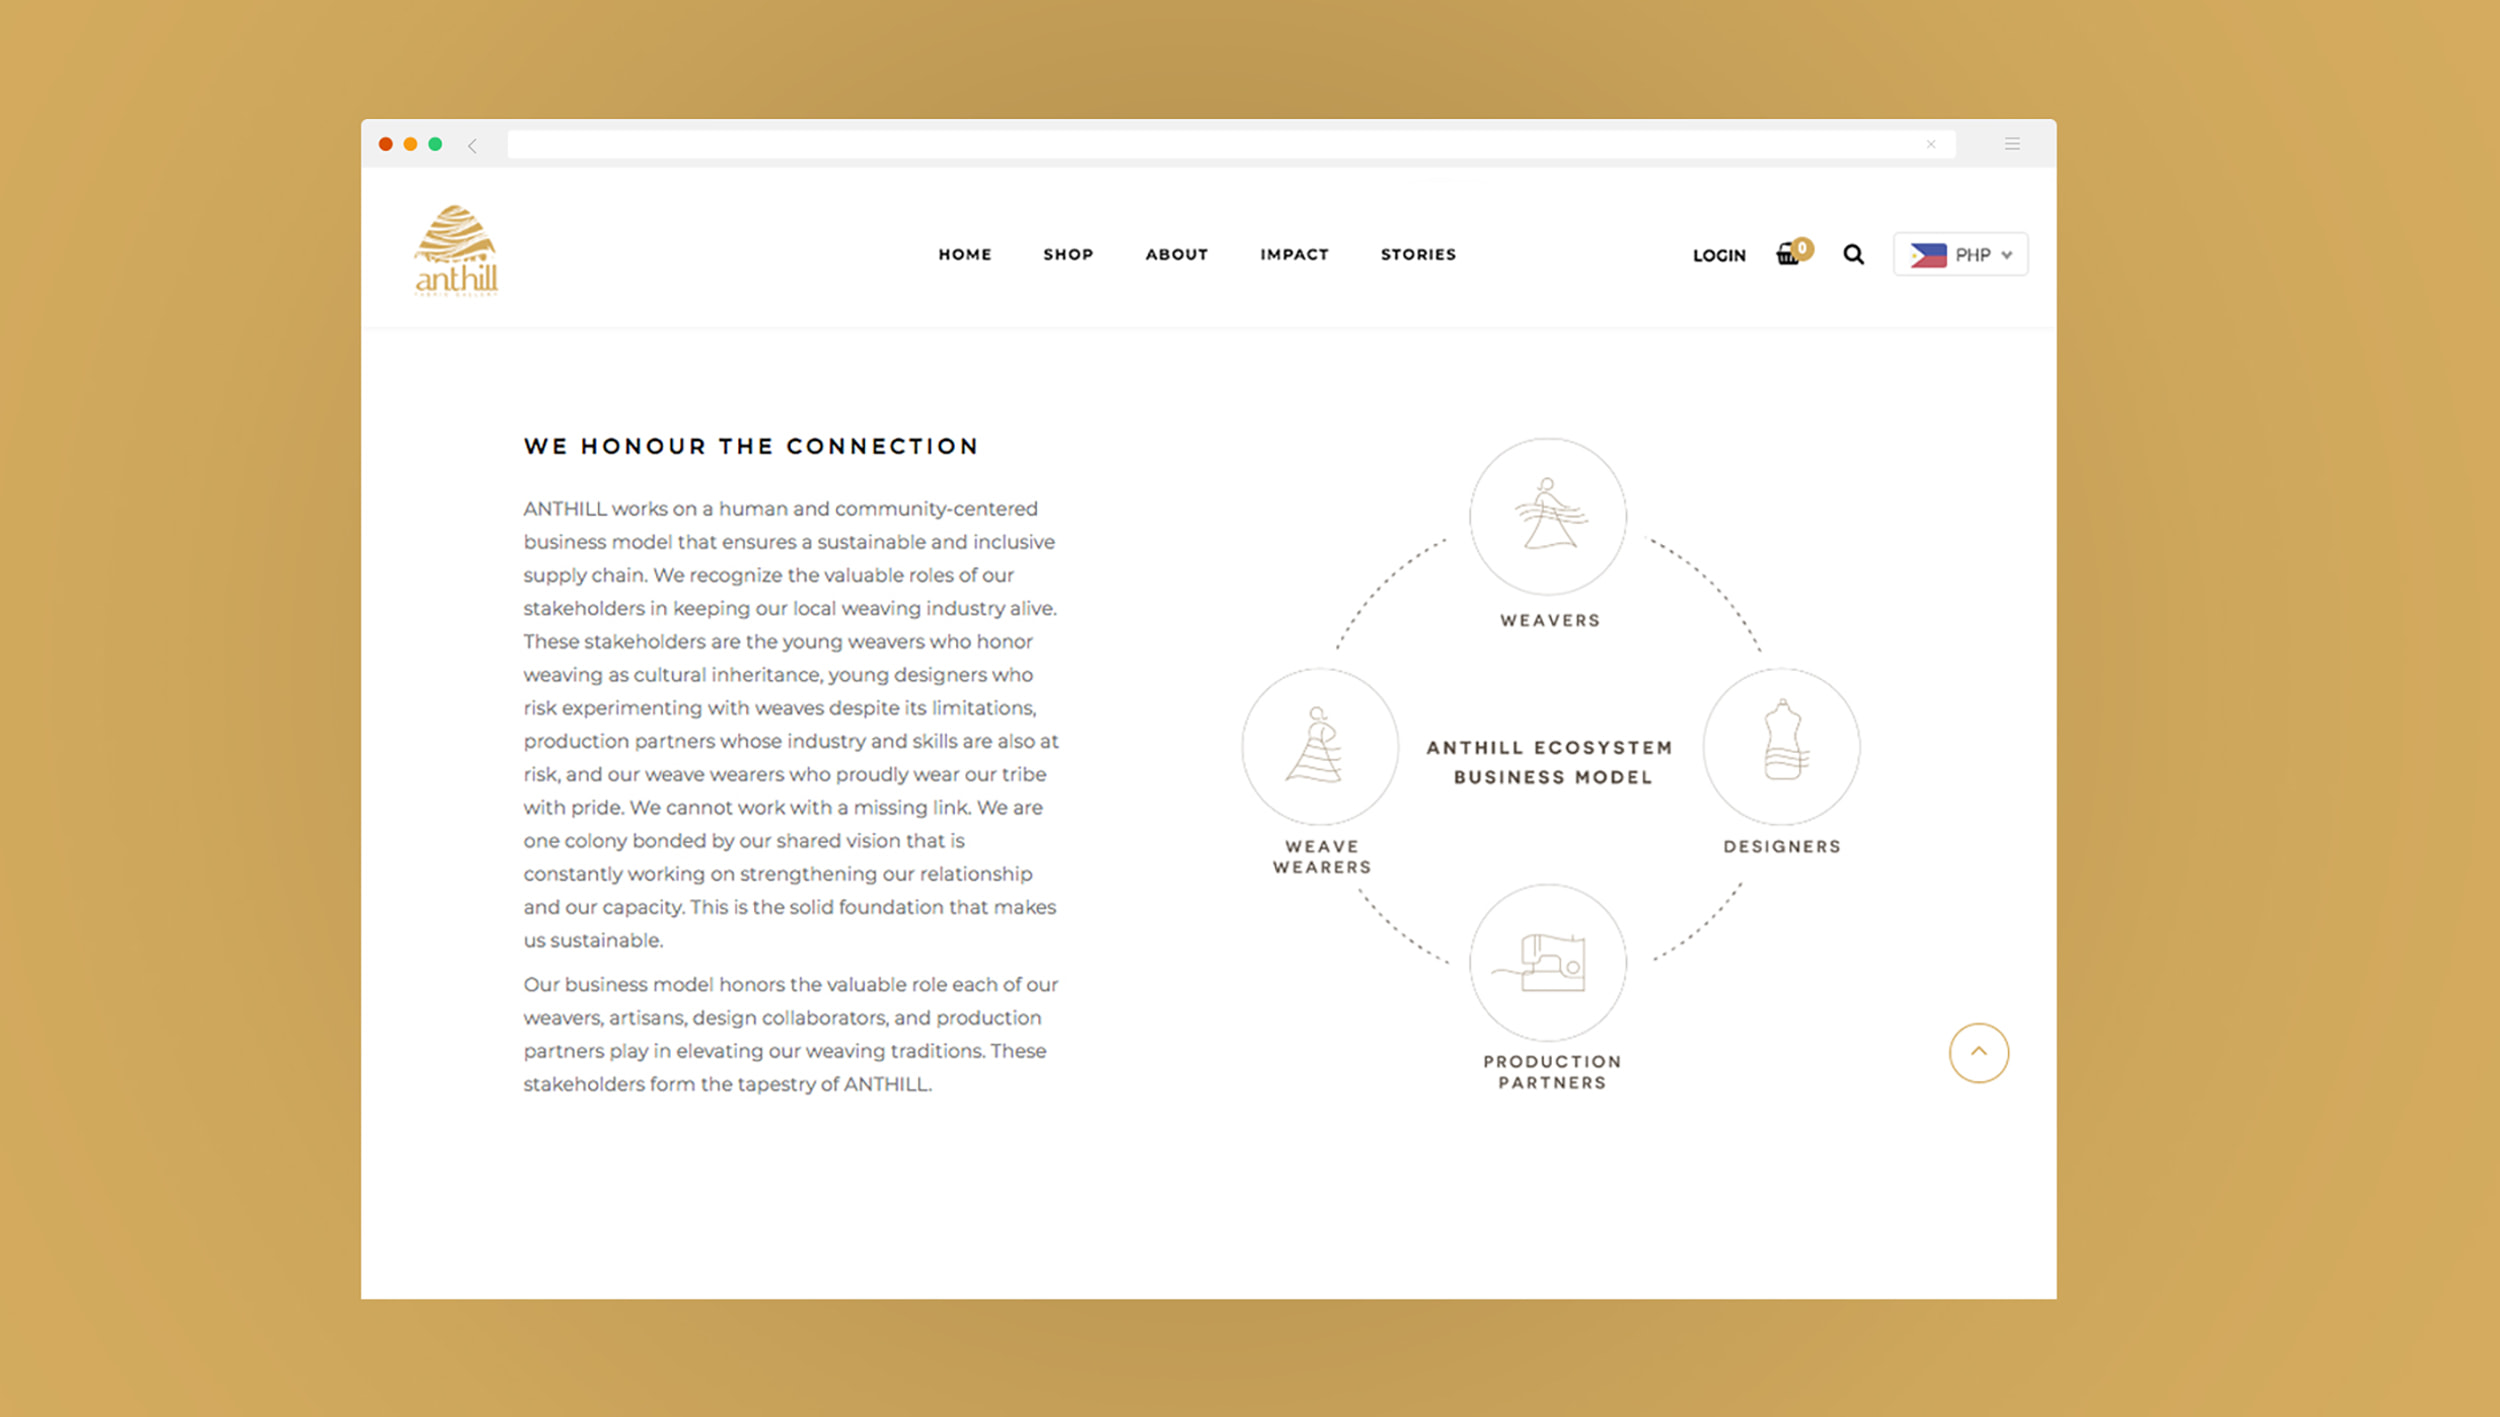 anthill
FABRIC GALLERY
HOME SHOP ABOUT IMPACT STORIES
LOGIN 0 PHP
WE HONOUR THE CONNECTION
ANTHILL works on a human and community-centered
business model that ensures a sustainable and inclusive
supply chain. We recognize the valuable roles of our
stakeholders in keeping our local weaving industry alive.
These stakeholders are the young weavers who honor
weaving as cultural inheritance, young designers who
risk experimenting with weaves despite its limitations,
production partners whose industry and skills are also at
risk, and our weave wearers who proudly wear our tribe
with pride. We cannot work with a missing link. We are
one colony bonded by our shared vision that is
constantly working on strengthening our relationship
and our capacity. This is the solid foundation that makes
us sustainable.
Our business model honors the valuable role each of our
weavers, artisans, design collaborators, and production
partners play in elevating our weaving traditions. These
stakeholders form the tapestry of ANTHILL.
WEAVERS
ANTHILL ECOSYSTEM
BUSINESS MODEL
WEAVE
WEARERS
DESIGNERS
PRODUCTION
PARTNERS